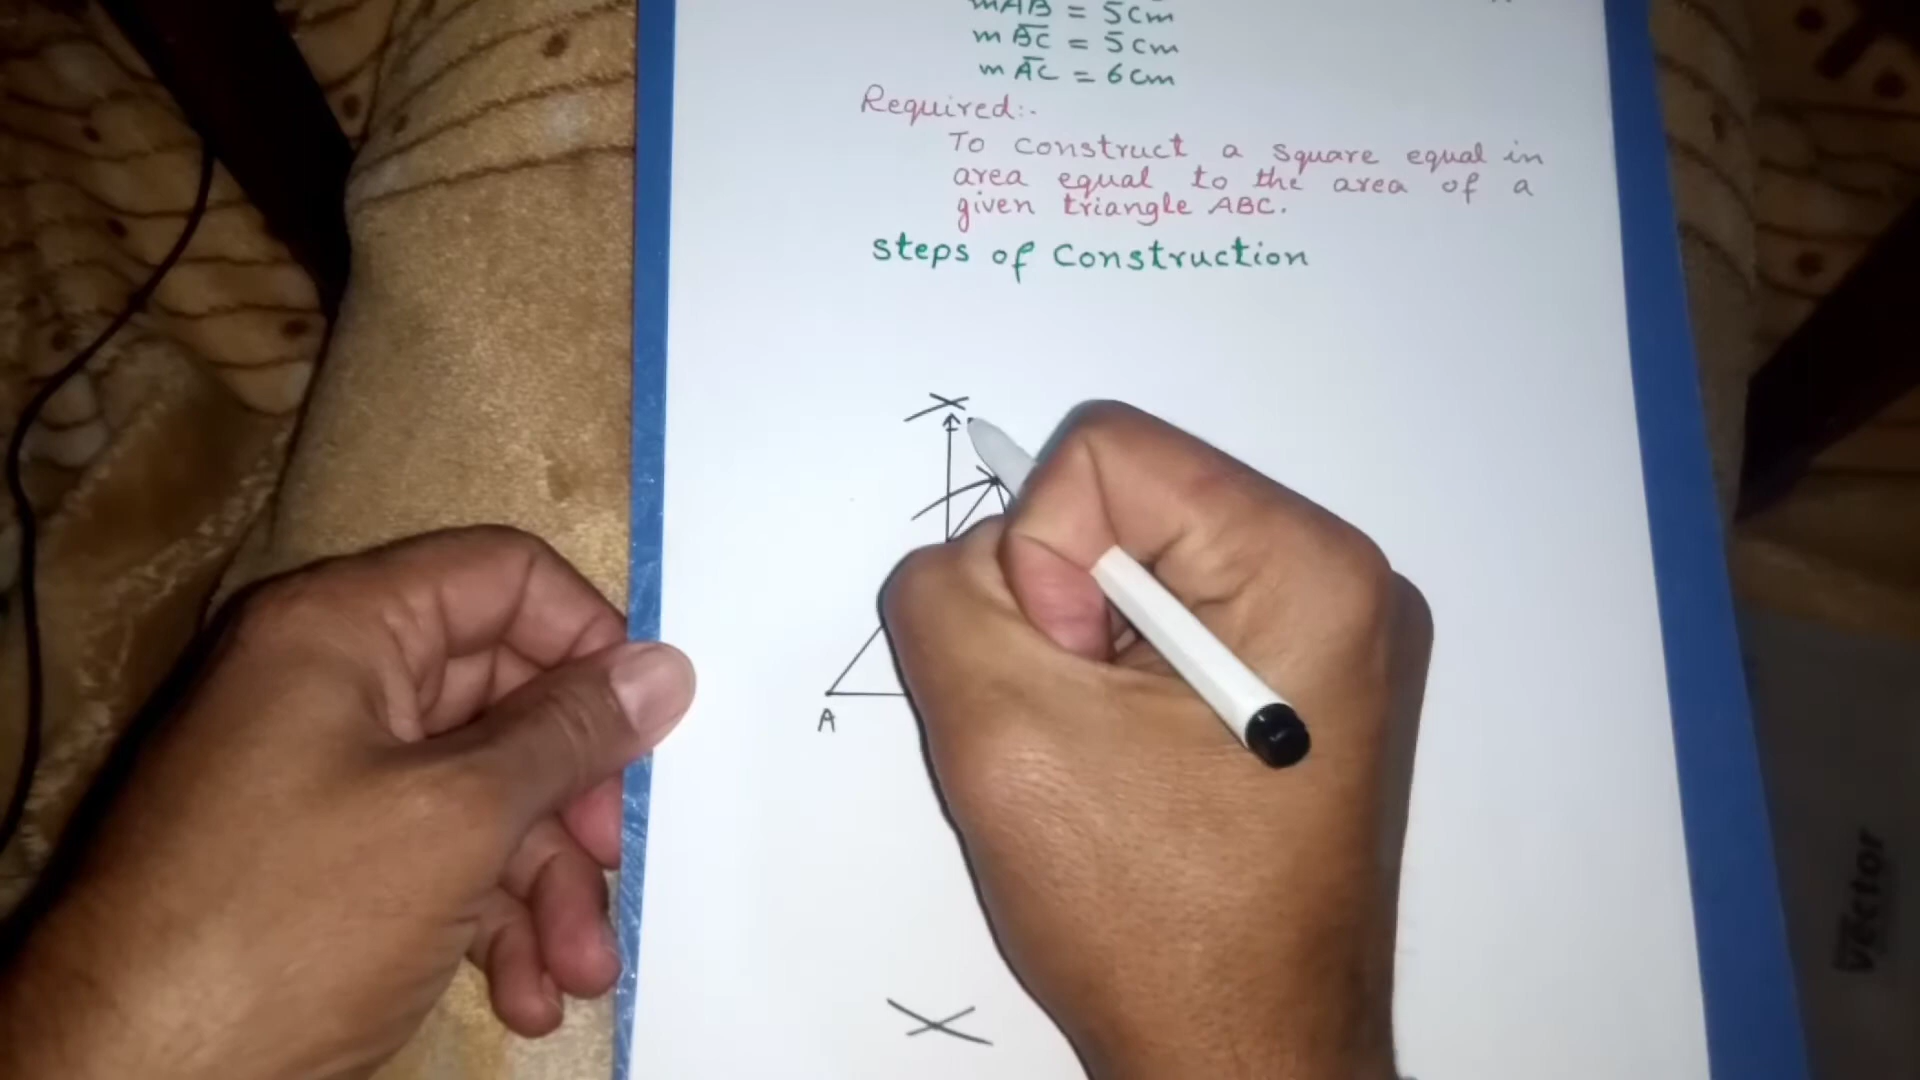 mAB = 5cm
mBC = 5cm
mAC = 6cm
Required:-
To construct a square equal in
area equal to the area of a
given triangle ABC.
steps of Construction
A
Vector